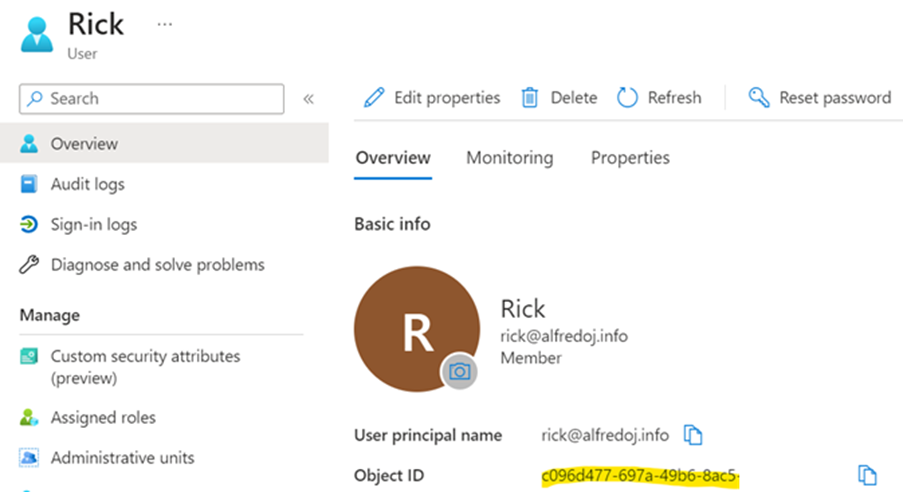 Rick ...
User
Search «
Overview
Audit logs
Sign-in logs
Diagnose and solve problems
Manage
Custom security attributes
(preview)
Assigned roles
Administrative units
Edit properties Delete Refresh Reset password
Overview Monitoring Properties
Basic info
R
Rick
rick@alfredoj.info
Member
User principal name rick@alfredoj.info
Object ID c096d477-697a-49b6-8ac5-